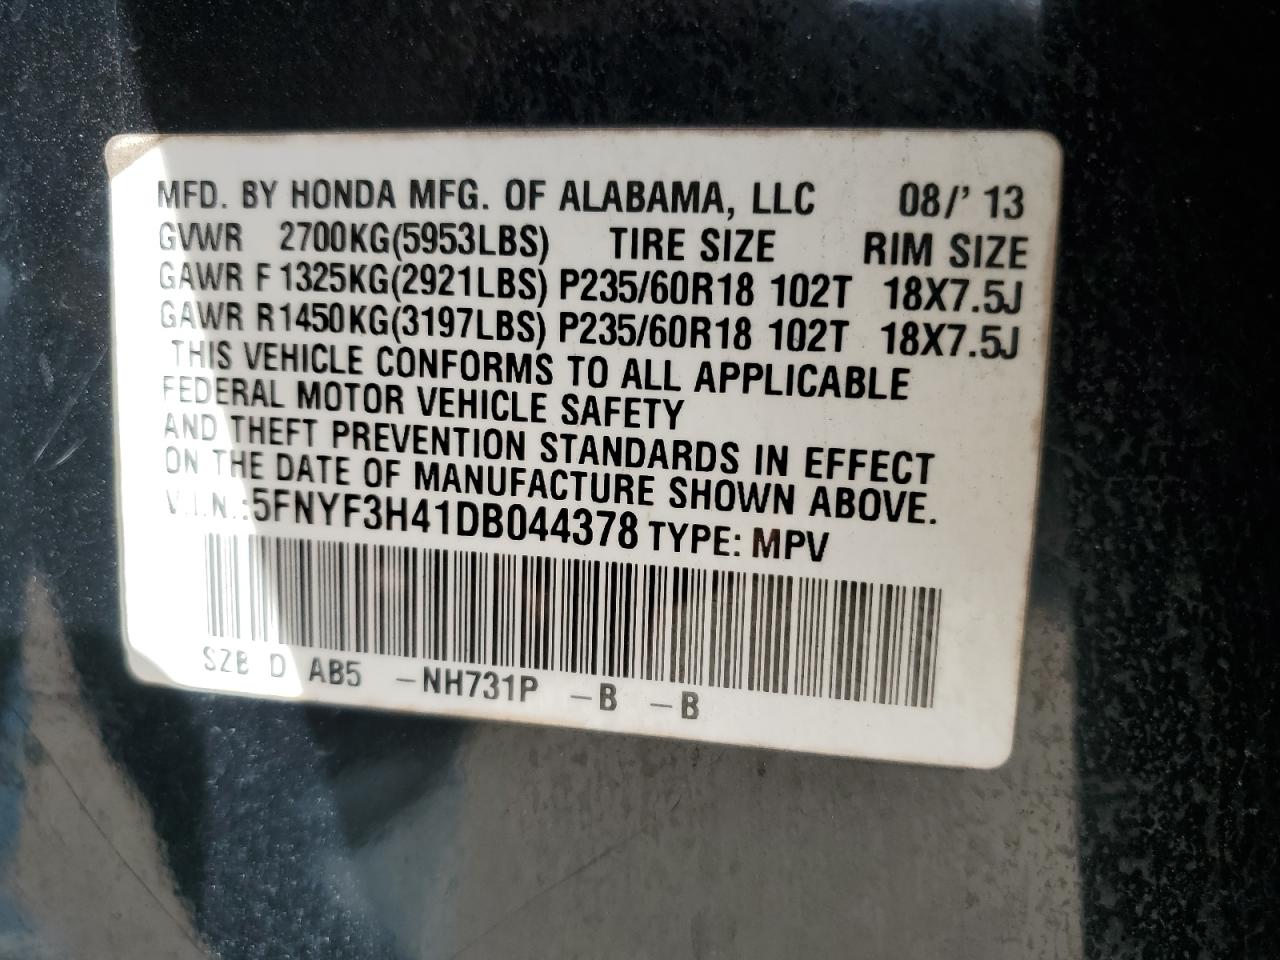 MFD. BY HONDA MFG. OF ALABAMA, LLC 08/' 13
GVWR 2700KG(5953LBS) TIRE SIZE RIM SIZE
GAWR F 1325KG(2921LBS) P235/60R18 102T 18X7.5J
GAWR R1450KG(3197LBS) P235/60R18 102T 18X7.5J
THIS VEHICLE CONFORMS TO ALL APPLICABLE
FEDERAL MOTOR VEHICLE SAFETY
AND THEFT PREVENTION STANDARDS IN EFFECT
ON THE DATE OF MANUFACTURE SHOWN ABOVE.
V.I.N.:5FNYF3H41DB044378 TYPE: MPV
SZB D AB5 -NH731P -B -B